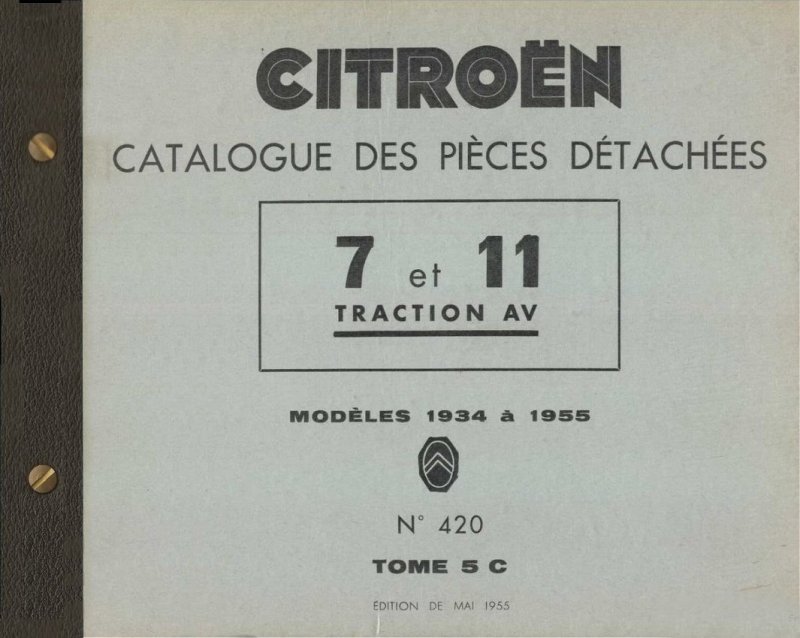 CITROËN
CATALOGUE DES PIÈCES DÉTACHÉES
7 et 11
TRACTION AV
MODÈLES 1934 à 1955
N° 420
TOME 5 C
ÉDITION DE MAI 1955